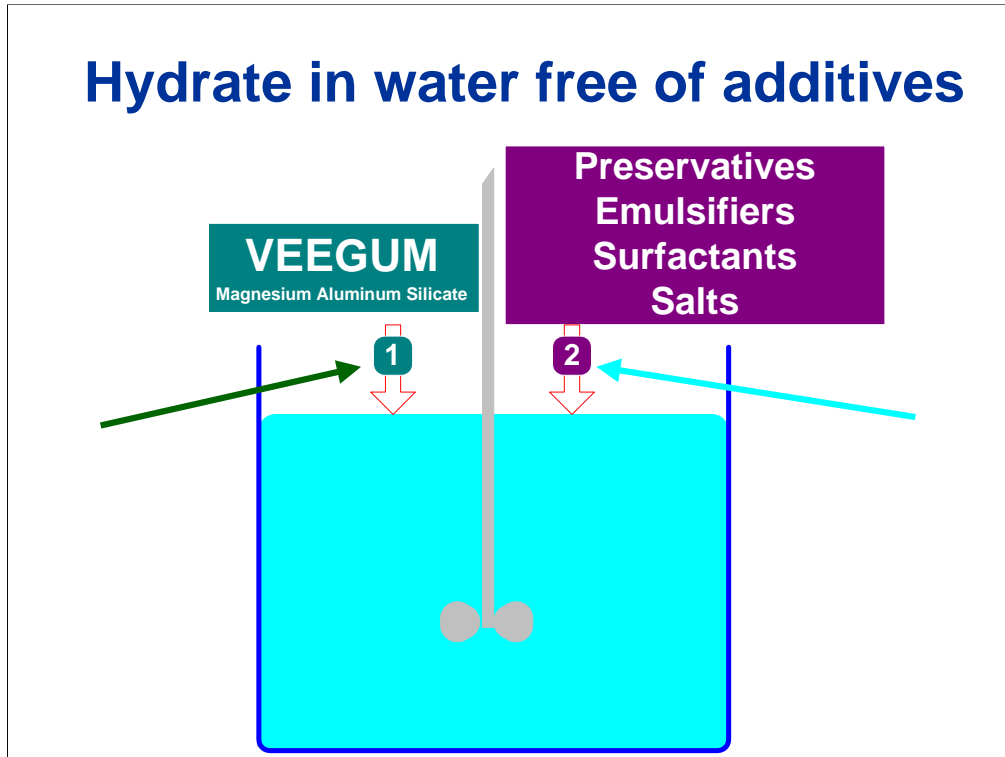 Hydrate in water free of additives
VEEGUM
Magnesium Aluminum Silicate
Preservatives
Emulsifiers
Surfactants
Salts
1
2